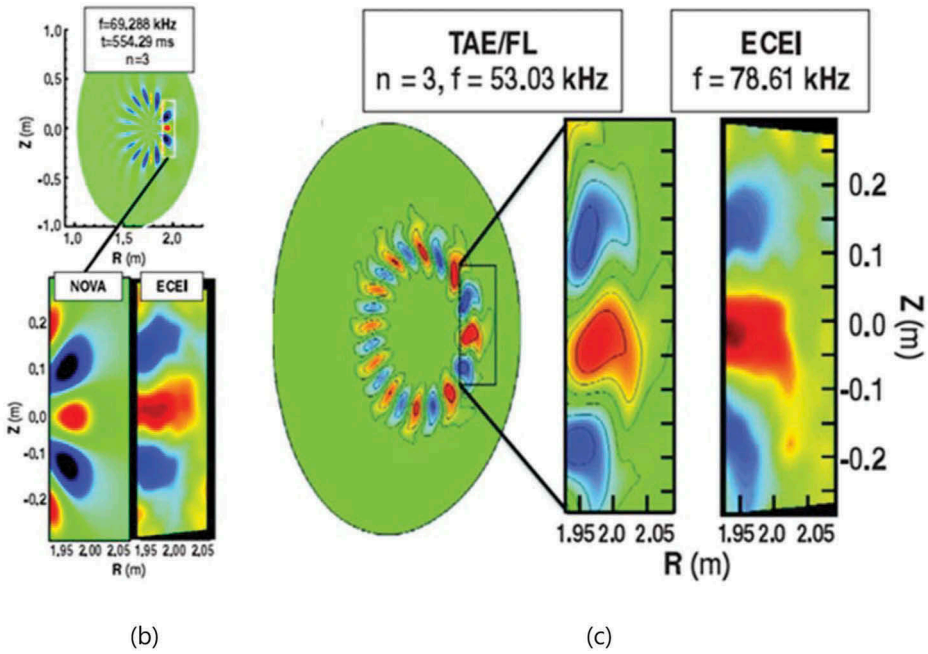 f=69.288 kHz
t=554.29 ms
n=3
1.0
0.5
0.0
-0.5
-1.0
Z (m)
1.0 1.5 2.0
R (m)
NOVA
ECEI
0.2
0.1
0.0
-0.1
-0.2
Z (m)
1.95 2.00 2.05
1.95 2.00 2.05
R (m)
(b)
TAE/FL
n = 3, f = 53.03 kHz
ECEI
f = 78.61 kHz
0.2
0.1
0.0
-0.1
-0.2
Z (m)
1.95 2.0 2.05
1.95 2.0 2.05
R (m)
(c)